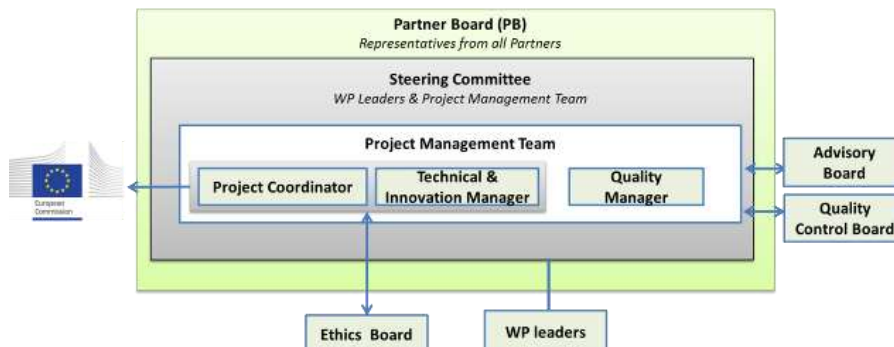 Partner Board (PB)
Representatives from all Partners
Steering Committee
WP Leaders & Project Management Team
Project Management Team
Project Coordinator
Technical &
Innovation Manager
Quality
Manager
Advisory
Board
Quality
Control Board
European
Commission
Ethics Board
WP leaders